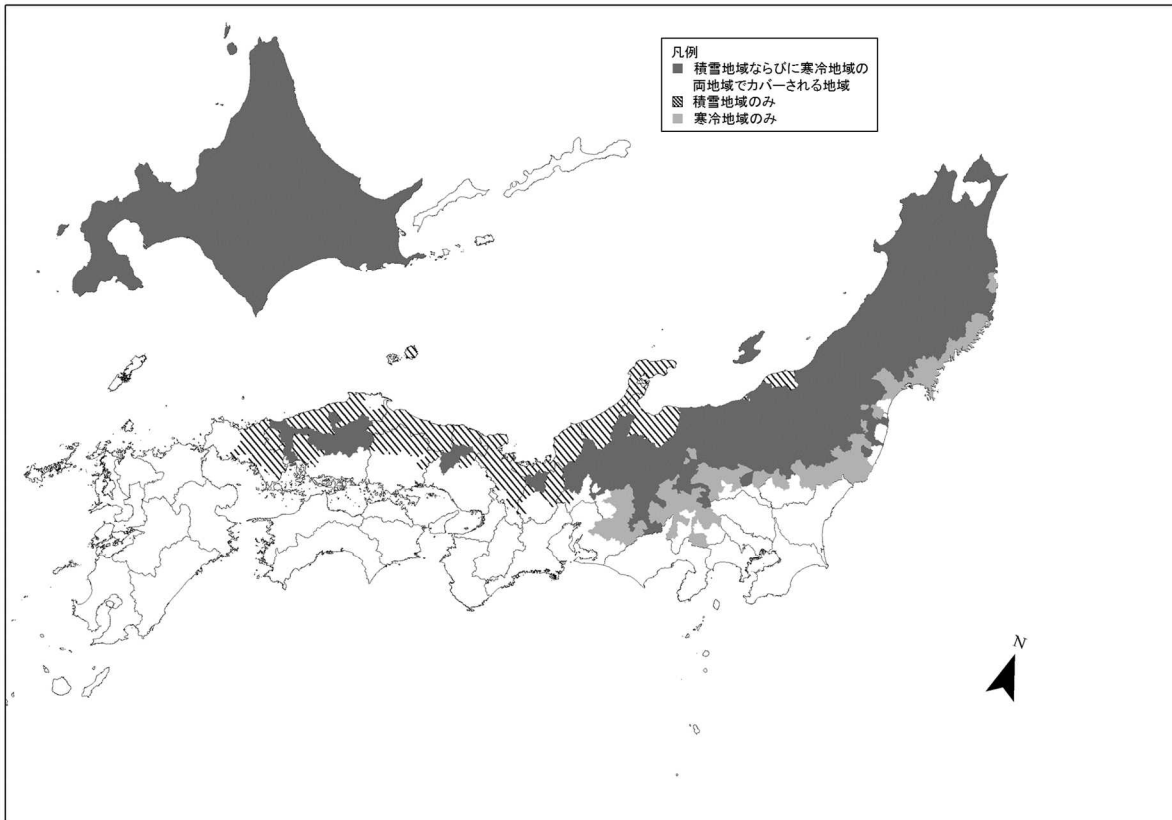 凡例
積雪地域ならびに寒冷地域の
両地域でカバーされる地域
積雪地域のみ
寒冷地域のみ
N